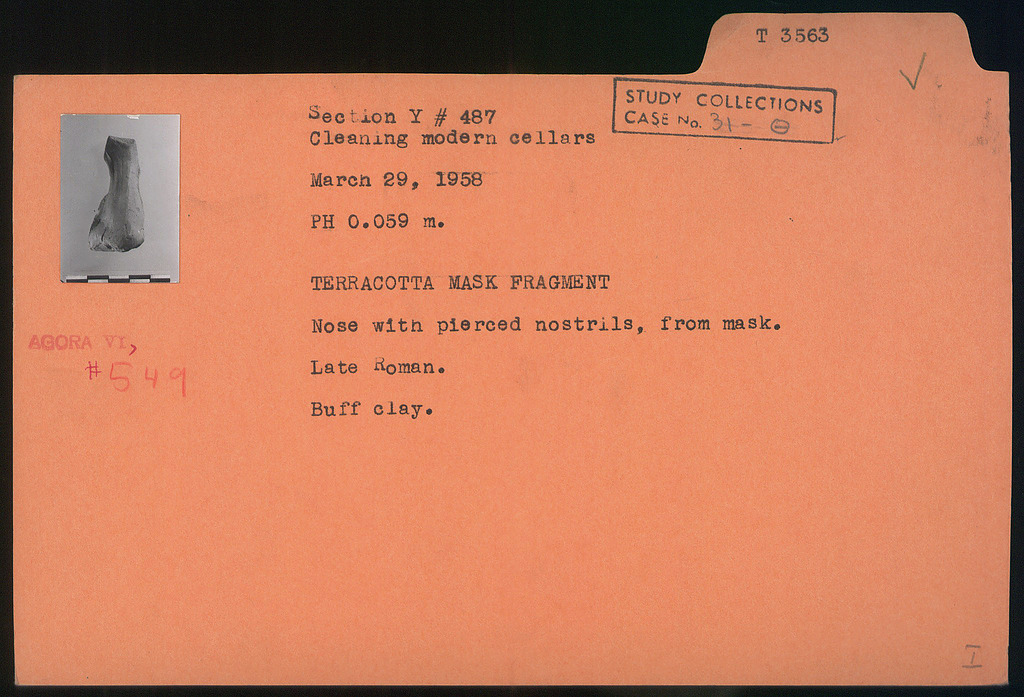 T 3563
STUDY COLLECTIONS
CASE No. 31 - ⊖
Section Y # 487
Cleaning modern cellars
March 29, 1958
PH 0.059 m.
TERRACOTTA MASK FRAGMENT
Nose with pierced nostrils, from mask.
AGORA VI,
#549
Late Roman.
Buff clay.
I